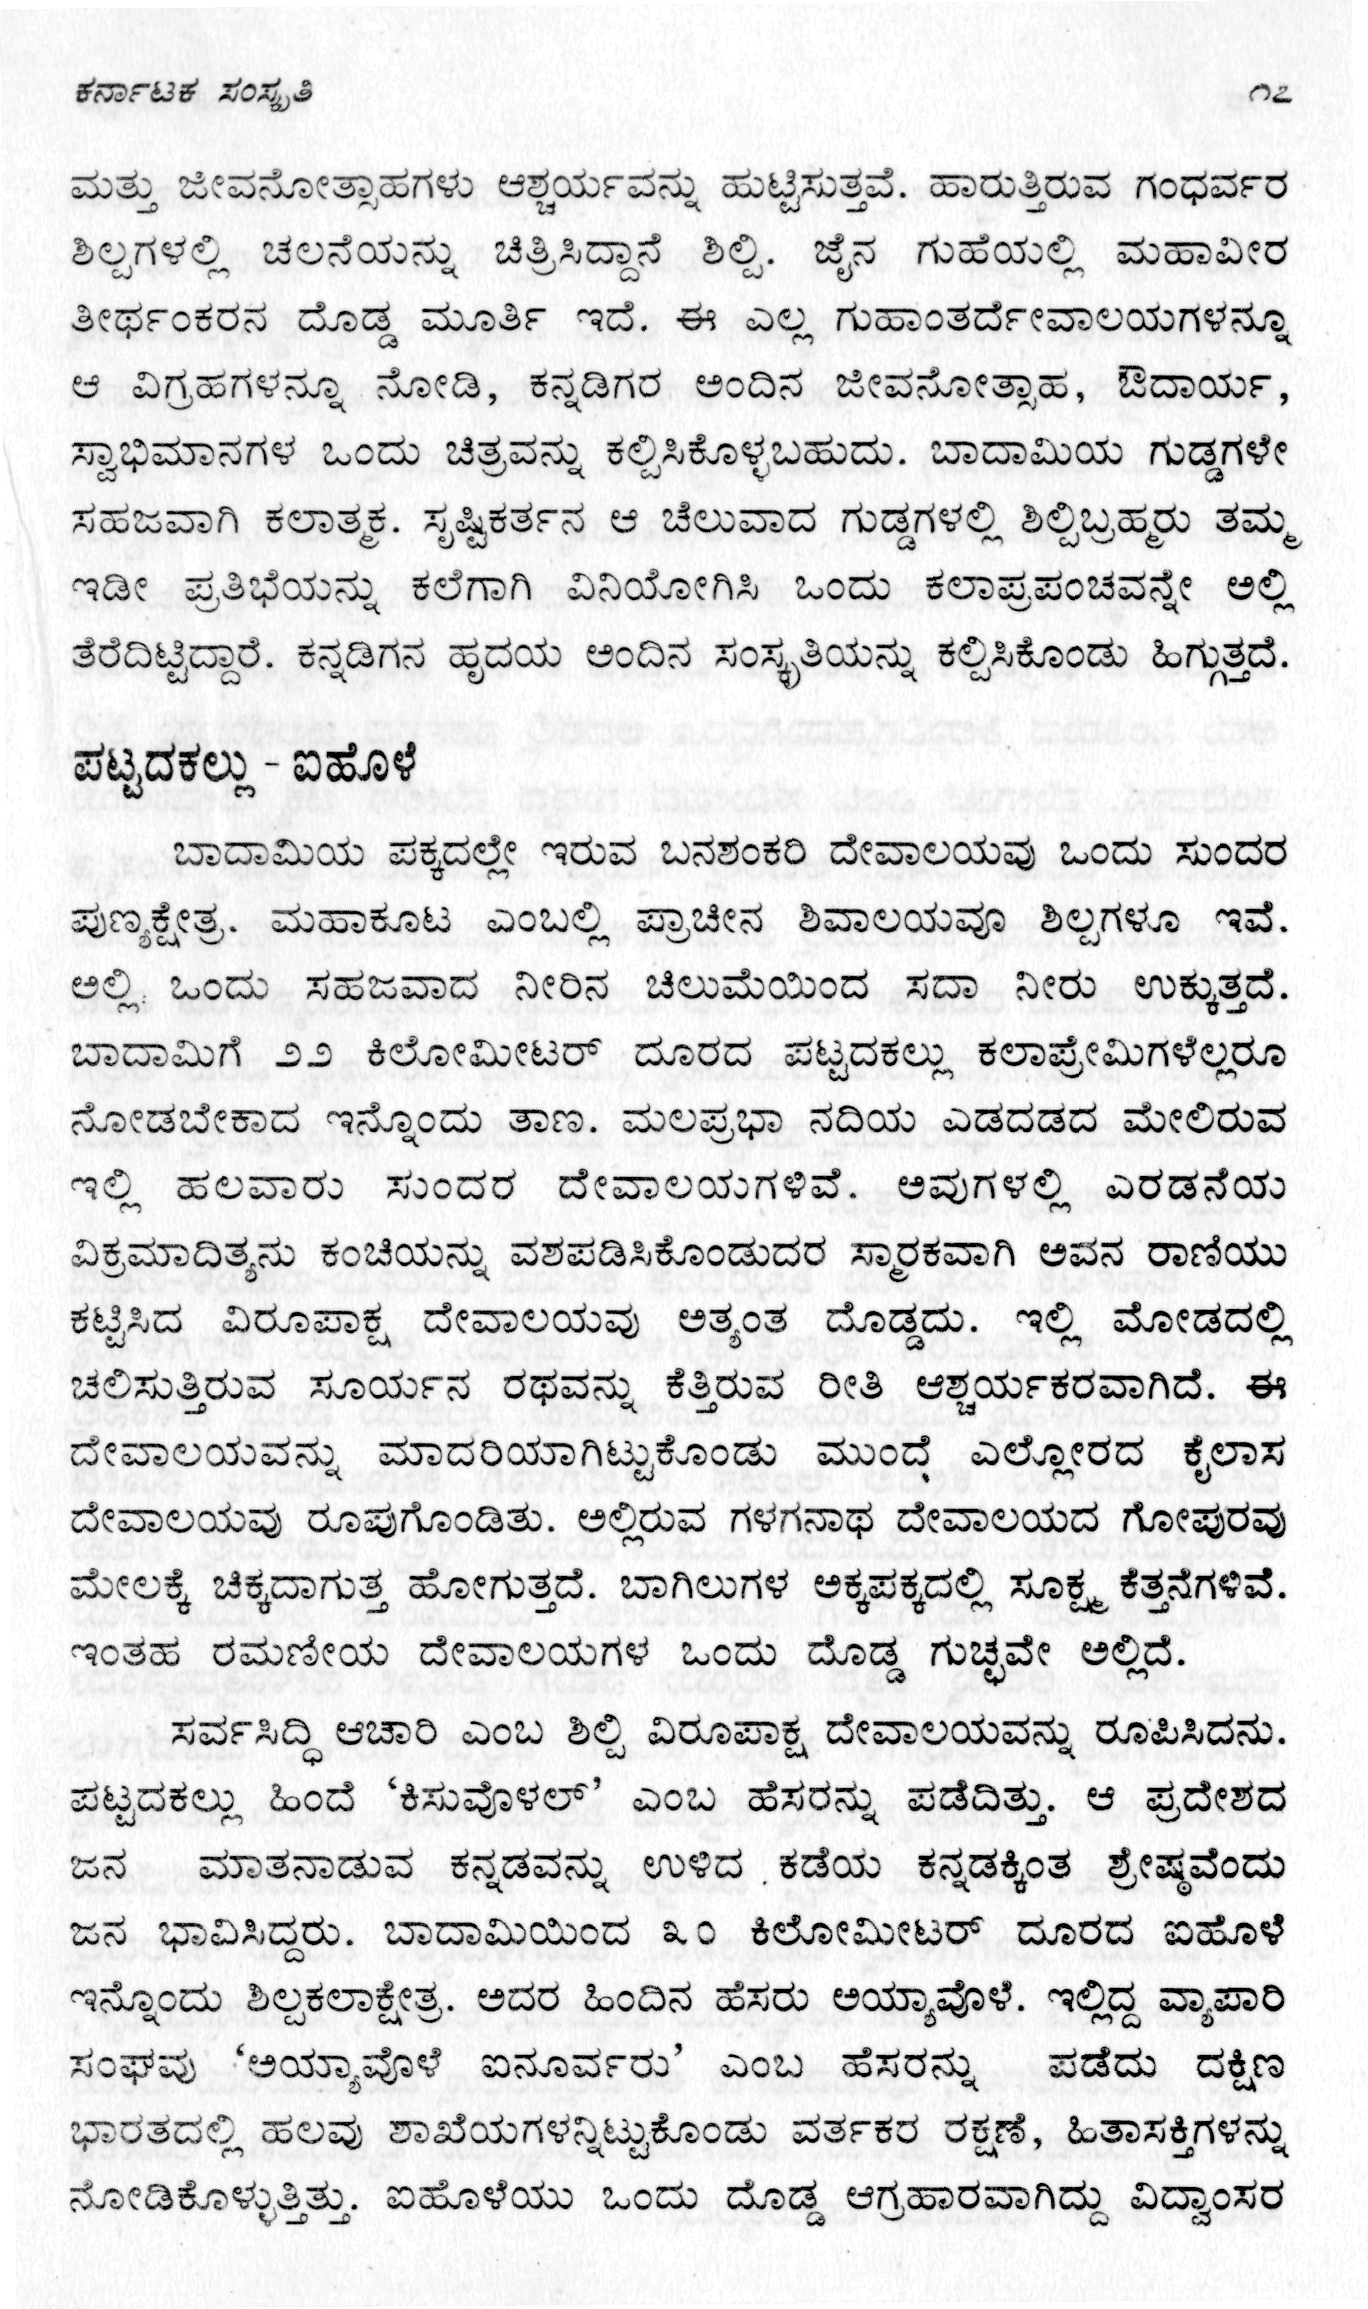 ಕರ್ನಾಟಕ ಸಂಸ್ಕೃತಿ ೧೭
ಮತ್ತು ಜೀವನೋತ್ಸಾಹಗಳು ಆಶ್ಚರ್ಯವನ್ನು ಹುಟ್ಟಿಸುತ್ತವೆ. ಹಾರುತ್ತಿರುವ ಗಂಧರ್ವರ
ಶಿಲ್ಪಗಳಲ್ಲಿ ಚಲನೆಯನ್ನು ಚಿತ್ರಿಸಿದ್ದಾನೆ ಶಿಲ್ಪಿ. ಜೈನ ಗುಹೆಯಲ್ಲಿ ಮಹಾವೀರ
ತೀರ್ಥಂಕರನ ದೊಡ್ಡ ಮೂರ್ತಿ ಇದೆ. ಈ ಎಲ್ಲ ಗುಹಾಂತರ್ದೇವಾಲಯಗಳನ್ನೂ
ಆ ವಿಗ್ರಹಗಳನ್ನೂ ನೋಡಿ, ಕನ್ನಡಿಗರ ಅಂದಿನ ಜೀವನೋತ್ಸಾಹ, ಔದಾರ್ಯ,
ಸ್ವಾಭಿಮಾನಗಳ ಒಂದು ಚಿತ್ರವನ್ನು ಕಲ್ಪಿಸಿಕೊಳ್ಳಬಹುದು. ಬಾದಾಮಿಯ ಗುಡ್ಡಗಳೇ
ಸಹಜವಾಗಿ ಕಲಾತ್ಮಕ. ಸೃಷ್ಟಿಕರ್ತನ ಆ ಚೆಲುವಾದ ಗುಡ್ಡಗಳಲ್ಲಿ ಶಿಲ್ಪಿಬ್ರಹ್ಮರು ತಮ್ಮ
ಇಡೀ ಪ್ರತಿಭೆಯನ್ನು ಕಲೆಗಾಗಿ ವಿನಿಯೋಗಿಸಿ ಒಂದು ಕಲಾಪ್ರಪಂಚವನ್ನೇ ಅಲ್ಲಿ
ತೆರೆದಿಟ್ಟಿದ್ದಾರೆ. ಕನ್ನಡಿಗನ ಹೃದಯ ಅಂದಿನ ಸಂಸ್ಕೃತಿಯನ್ನು ಕಲ್ಪಿಸಿಕೊಂಡು ಹಿಗ್ಗುತ್ತದೆ.
ಪಟ್ಟದಕಲ್ಲು - ಐಹೊಳೆ
ಬಾದಾಮಿಯ ಪಕ್ಕದಲ್ಲೇ ಇರುವ ಬನಶಂಕರಿ ದೇವಾಲಯವು ಒಂದು ಸುಂದರ
ಪುಣ್ಯಕ್ಷೇತ್ರ. ಮಹಾಕೂಟ ಎಂಬಲ್ಲಿ ಪ್ರಾಚೀನ ಶಿವಾಲಯವೂ ಶಿಲ್ಪಗಳೂ ಇವೆ.
ಅಲ್ಲಿ ಒಂದು ಸಹಜವಾದ ನೀರಿನ ಚಿಲುಮೆಯಿಂದ ಸದಾ ನೀರು ಉಕ್ಕುತ್ತದೆ.
ಬಾದಾಮಿಗೆ ೨೨ ಕಿಲೋಮೀಟರ್ ದೂರದ ಪಟ್ಟದಕಲ್ಲು ಕಲಾಪ್ರೇಮಿಗಳೆಲ್ಲರೂ
ನೋಡಬೇಕಾದ ಇನ್ನೊಂದು ತಾಣ. ಮಲಪ್ರಭಾ ನದಿಯ ಎಡದಡದ ಮೇಲಿರುವ
ಇಲ್ಲಿ ಹಲವಾರು ಸುಂದರ ದೇವಾಲಯಗಳಿವೆ. ಅವುಗಳಲ್ಲಿ ಎರಡನೆಯ
ವಿಕ್ರಮಾದಿತ್ಯನು ಕಂಚಿಯನ್ನು ವಶಪಡಿಸಿಕೊಂಡುದರ ಸ್ಮಾರಕವಾಗಿ ಅವನ ರಾಣಿಯು
ಕಟ್ಟಿಸಿದ ವಿರೂಪಾಕ್ಷ ದೇವಾಲಯವು ಅತ್ಯಂತ ದೊಡ್ಡದು. ಇಲ್ಲಿ ಮೋಡದಲ್ಲಿ
ಚಲಿಸುತ್ತಿರುವ ಸೂರ್ಯನ ರಥವನ್ನು ಕೆತ್ತಿರುವ ರೀತಿ ಆಶ್ಚರ್ಯಕರವಾಗಿದೆ. ಈ
ದೇವಾಲಯವನ್ನು ಮಾದರಿಯಾಗಿಟ್ಟುಕೊಂಡು ಮುಂದೆ ಎಲ್ಲೋರದ ಕೈಲಾಸ
ದೇವಾಲಯವು ರೂಪುಗೊಂಡಿತು. ಅಲ್ಲಿರುವ ಗಳಗನಾಥ ದೇವಾಲಯದ ಗೋಪುರವು
ಮೇಲಕ್ಕೆ ಚಿಕ್ಕದಾಗುತ್ತ ಹೋಗುತ್ತದೆ. ಬಾಗಿಲುಗಳ ಅಕ್ಕಪಕ್ಕದಲ್ಲಿ ಸೂಕ್ಷ್ಮ ಕೆತ್ತನೆಗಳಿವೆ.
ಇಂತಹ ರಮಣೀಯ ದೇವಾಲಯಗಳ ಒಂದು ದೊಡ್ಡ ಗುಚ್ಛವೇ ಅಲ್ಲಿದೆ.
ಸರ್ವಸಿದ್ಧಿ ಆಚಾರಿ ಎಂಬ ಶಿಲ್ಪಿ ವಿರೂಪಾಕ್ಷ ದೇವಾಲಯವನ್ನು ರೂಪಿಸಿದನು.
ಪಟ್ಟದಕಲ್ಲು ಹಿಂದೆ ‘ಕಿಸುವೊಳಲ್’ ಎಂಬ ಹೆಸರನ್ನು ಪಡೆದಿತ್ತು. ಆ ಪ್ರದೇಶದ
ಜನ ಮಾತನಾಡುವ ಕನ್ನಡವನ್ನು ಉಳಿದ ಕಡೆಯ ಕನ್ನಡಕ್ಕಿಂತ ಶ್ರೇಷ್ಠವೆಂದು
ಜನ ಭಾವಿಸಿದ್ದರು. ಬಾದಾಮಿಯಿಂದ ೩೦ ಕಿಲೋಮೀಟರ್ ದೂರದ ಐಹೊಳೆ
ಇನ್ನೊಂದು ಶಿಲ್ಪಕಲಾಕ್ಷೇತ್ರ. ಅದರ ಹಿಂದಿನ ಹೆಸರು ಅಯ್ಯಾವೊಳೆ. ಇಲ್ಲಿದ್ದ ವ್ಯಾಪಾರಿ
ಸಂಘವು ‘ಅಯ್ಯಾವೊಳೆ ಐನೂರ್ವರು’ ಎಂಬ ಹೆಸರನ್ನು ಪಡೆದು ದಕ್ಷಿಣ
ಭಾರತದಲ್ಲಿ ಹಲವು ಶಾಖೆಯಗಳನ್ನಿಟ್ಟುಕೊಂಡು ವರ್ತಕರ ರಕ್ಷಣೆ, ಹಿತಾಸಕ್ತಿಗಳನ್ನು
ನೋಡಿಕೊಳ್ಳುತ್ತಿತ್ತು. ಐಹೊಳೆಯು ಒಂದು ದೊಡ್ಡ ಆಗ್ರಹಾರವಾಗಿದ್ದು ವಿದ್ವಾಂಸರ